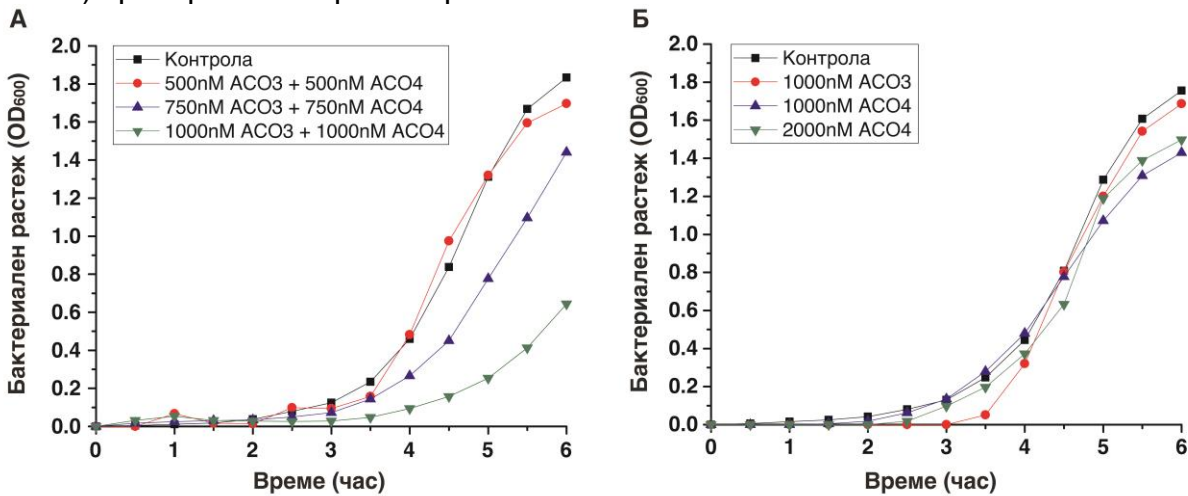 А
Бактериален растеж (OD600)
2.0
1.8
1.6
1.4
1.2
1.0
0.8
0.6
0.4
0.2
0.0
Контрола
500nM ACO3 + 500nM ACO4
750nM ACO3 + 750nM ACO4
1000nM ACO3 + 1000nM ACO4
0 1 2 3 4 5 6
Време (час)
Б
Бактериален растеж (OD600)
2.0
1.8
1.6
1.4
1.2
1.0
0.8
0.6
0.4
0.2
0.0
Контрола
1000nM ACO3
1000nM ACO4
2000nM ACO4
0 1 2 3 4 5 6
Време (час)